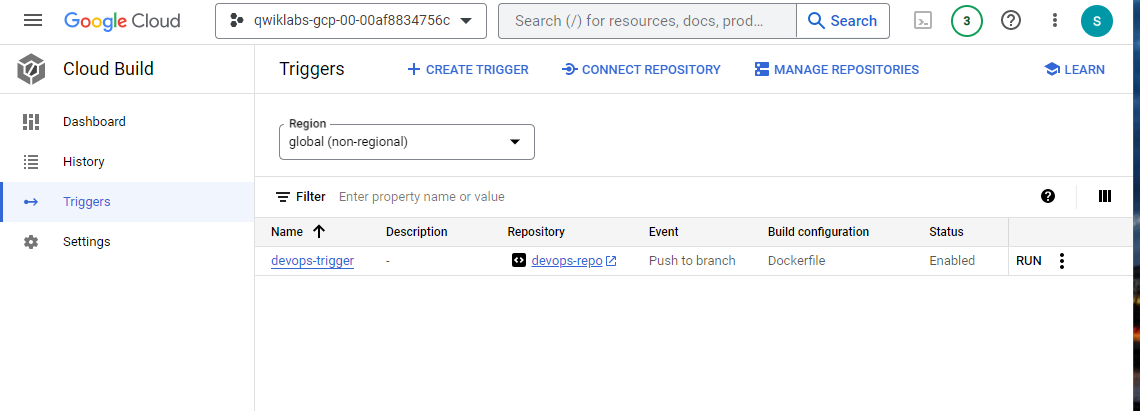 Google Cloud
qwiklabs-gcp-00-00af8834756c
Search (/) for resources, docs, prod...
Search
3
S
Cloud Build
Triggers
CREATE TRIGGER
CONNECT REPOSITORY
MANAGE REPOSITORIES
LEARN
Dashboard
History
Triggers
Settings
Region
global (non-regional)
Filter Enter property name or value
Name Description Repository Event Build configuration Status
devops-trigger - devops-repo Push to branch Dockerfile Enabled RUN